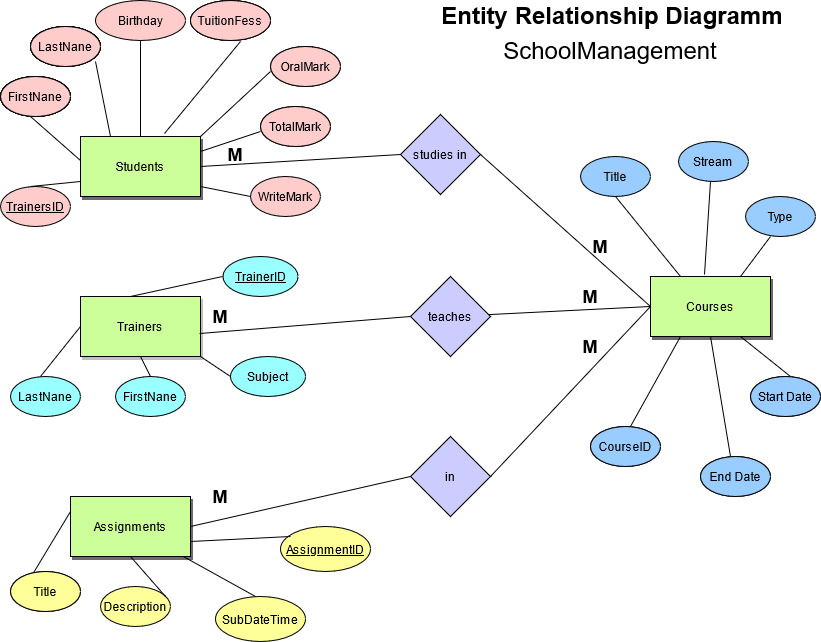 Entity Relationship Diagramm
SchoolManagement
Birthday
TuitionFess
LastNane
OralMark
FirstNane
TotalMark
Students
M
studies in
Title
Stream
WriteMark
TrainersID
Type
M
TrainerID
M
Courses
Trainers
M
teaches
M
Subject
LastNane
FirstNane
Start Date
CourseID
in
End Date
M
Assignments
AssignmentID
Title
Description
SubDateTime